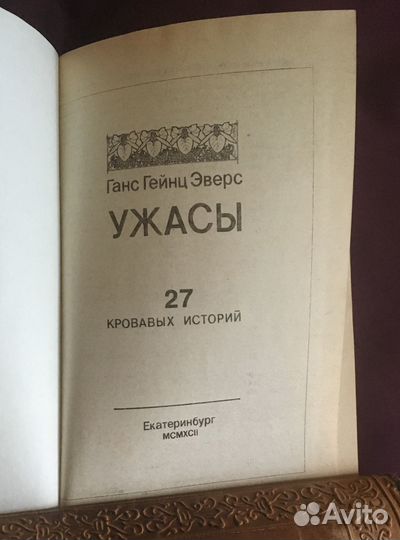 Ганс Гейнц Эверс
УЖАСЫ
27
КРОВАВЫХ ИСТОРИЙ
Екатеринбург
MCMXCII
Avito